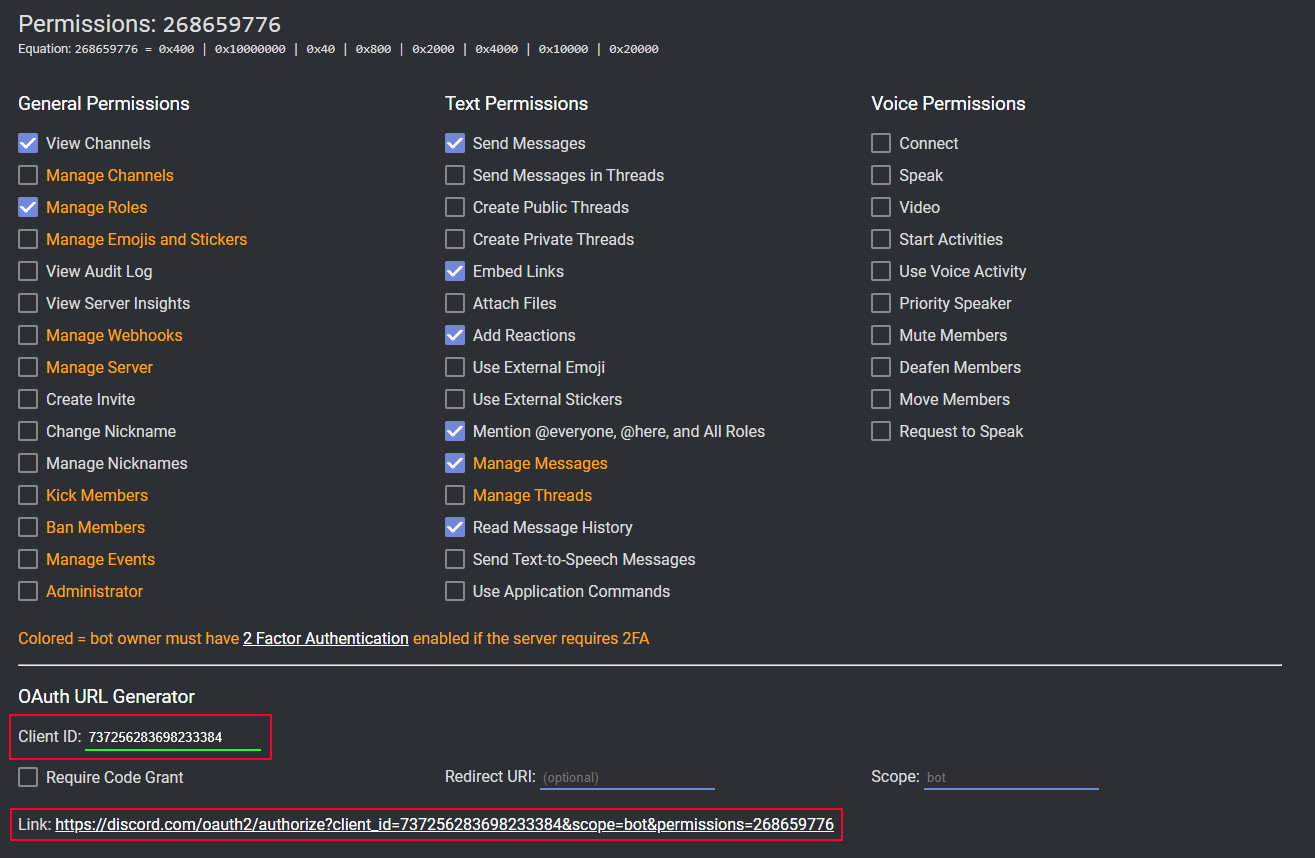 Permissions: 268659776
Equation: 268659776 = 0x400 | 0x10000000 | 0x40 | 0x800 | 0x2000 | 0x4000 | 0x10000 | 0x20000
General Permissions
View Channels
Manage Channels
Manage Roles
Manage Emojis and Stickers
View Audit Log
View Server Insights
Manage Webhooks
Manage Server
Create Invite
Change Nickname
Manage Nicknames
Kick Members
Ban Members
Manage Events
Administrator
Text Permissions
Send Messages
Send Messages in Threads
Create Public Threads
Create Private Threads
Embed Links
Attach Files
Add Reactions
Use External Emoji
Use External Stickers
Mention @everyone, @here, and All Roles
Manage Messages
Manage Threads
Read Message History
Send Text-to-Speech Messages
Use Application Commands
Voice Permissions
Connect
Speak
Video
Start Activities
Use Voice Activity
Priority Speaker
Mute Members
Deafen Members
Move Members
Request to Speak
Colored = bot owner must have 2 Factor Authentication enabled if the server requires 2FA
OAuth URL Generator
Client ID: 737256283698233384
Require Code Grant
Redirect URI: (optional)
Scope: bot
Link: https://discord.com/oauth2/authorize?client_id=737256283698233384&scope=bot&permissions=268659776